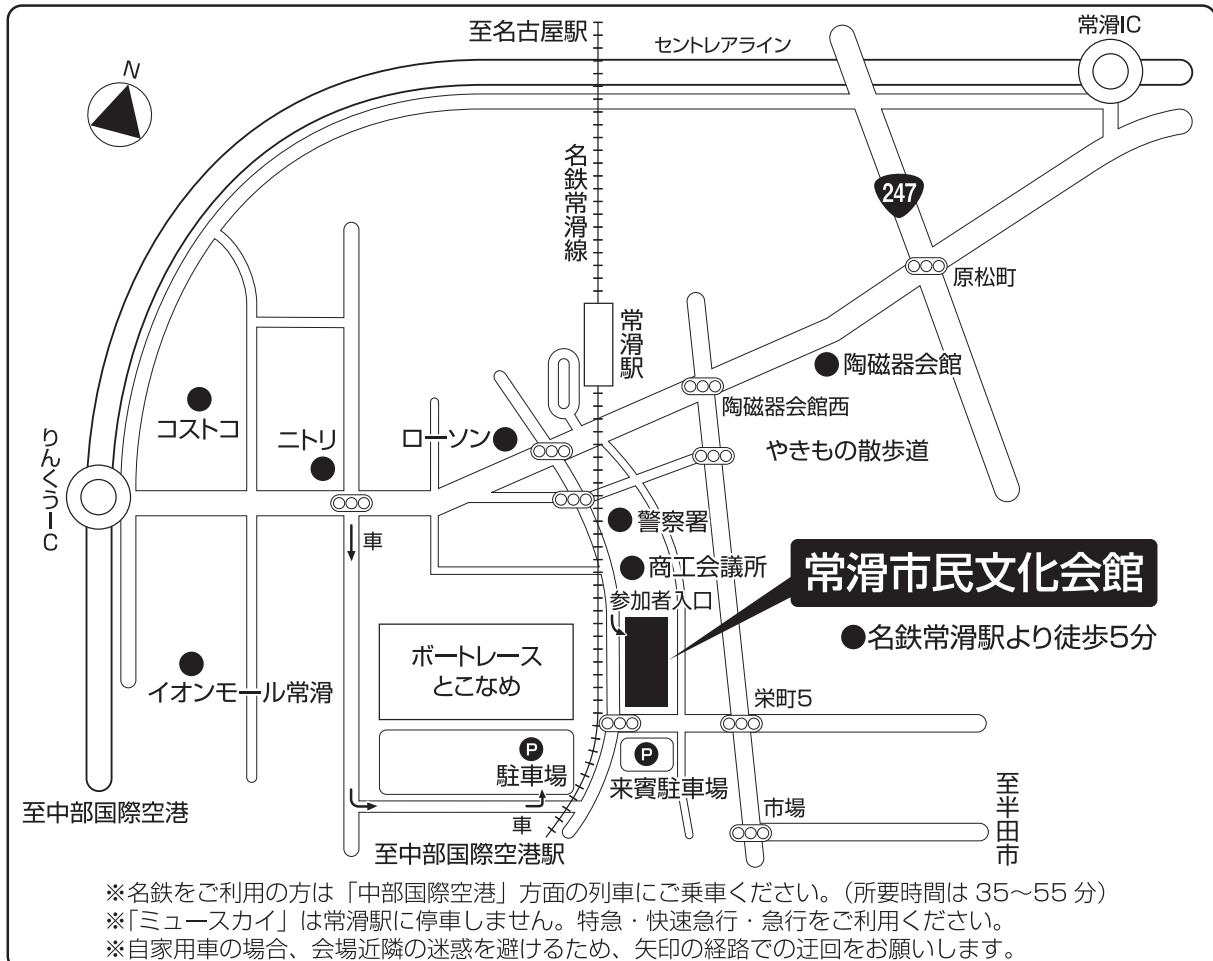 至名古屋駅
セントレアライン
常滑IC
N
名鉄常滑線
247
原松町
常滑駅
陶磁器会館
陶磁器会館西
コストコ
ニトリ
ローソン
やきもの散歩道
りんくうIC
車
警察署
商工会議所
参加者入口
常滑市民文化会館
●名鉄常滑駅より徒歩5分
ボートレース
とこなめ
イオンモール常滑
栄町5
P
駐車場
P
来賓駐車場
至中部国際空港
車
市場
至半田市
至中部国際空港駅
※名鉄をご利用の方は「中部国際空港」方面の列車にご乗車ください。（所要時間は 35～55 分）
※「ミュースカイ」は常滑駅に停車しません。特急・快速急行・急行をご利用ください。
※自家用車の場合、会場近隣の迷惑を避けるため、矢印の経路での迂回をお願いします。